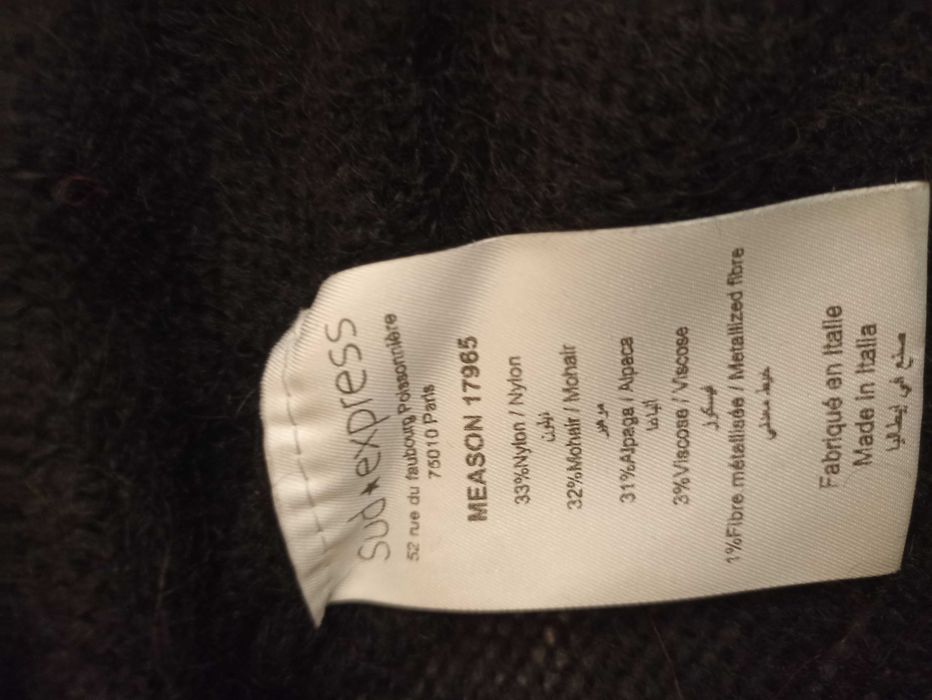 sud★express
52 rue du faubourg Poissonnière
75010 Paris
MEASON 17965
33%Nylon / Nylon
نيلون
32%Mohair / Mohair
موهير
31%Alpaga / Alpaca
الباكا
3%Viscose / Viscose
فيسكوز
1%Fibre métallisée / Metallized fibre
خيط معدني
Fabriqué en Italie
Made in Italia
صنع في إيطاليا